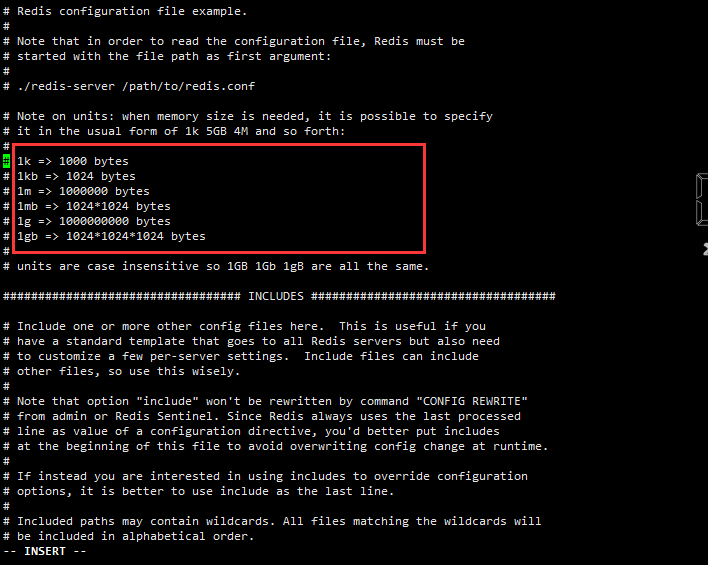 # Redis configuration file example.
#
# Note that in order to read the configuration file, Redis must be
# started with the file path as first argument:
#
# ./redis-server /path/to/redis.conf

# Note on units: when memory size is needed, it is possible to specify
# it in the usual form of 1k 5GB 4M and so forth:
#
# 1k => 1000 bytes
# 1kb => 1024 bytes
# 1m => 1000000 bytes
# 1mb => 1024*1024 bytes
# 1g => 1000000000 bytes
# 1gb => 1024*1024*1024 bytes
#
# units are case insensitive so 1GB 1Gb 1gB are all the same.

################################## INCLUDES ###################################

# Include one or more other config files here.  This is useful if you
# have a standard template that goes to all Redis servers but also need
# to customize a few per-server settings.  Include files can include
# other files, so use this wisely.
#
# Note that option "include" won't be rewritten by command "CONFIG REWRITE"
# from admin or Redis Sentinel. Since Redis always uses the last processed
# line as value of a configuration directive, you'd better put includes
# at the beginning of this file to avoid overwriting config change at runtime.
#
# If instead you are interested in using includes to override configuration
# options, it is better to use include as the last line.
#
# Included paths may contain wildcards. All files matching the wildcards will
# be included in alphabetical order.
-- INSERT --